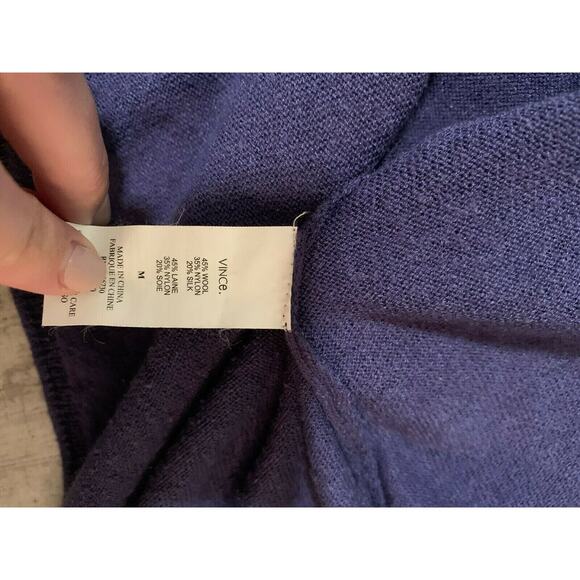 VINCE.
45% WOOL
35% NYLON
20% SILK
45% LAINE
35% NYLON
20% SOIE
M
MADE IN CHINA
FABRIQUE EN CHINE
CARE